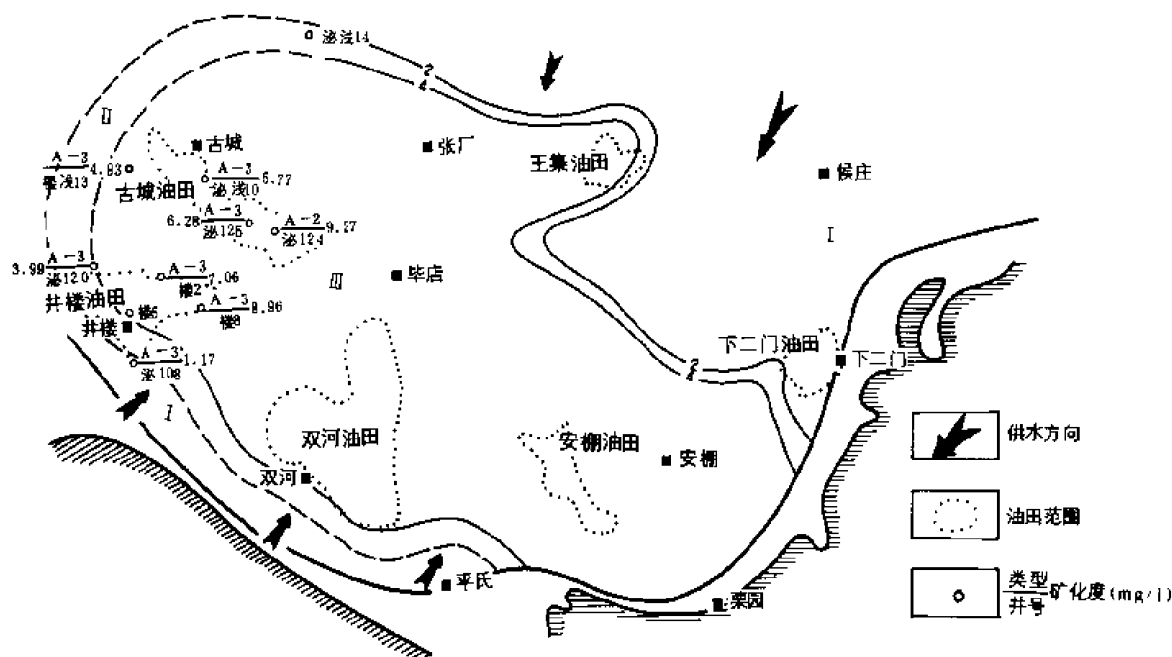 泌浅14
2
4
Ⅱ
古城
张厂
王集油田
侯庄
A-3
4.93
浅13
古城油田
A-3
6.77
泌浅10
A-3
6.28
泌125
A-2
9.27
泌124
Ⅰ
Ⅲ
A-3
3.99
泌120
A-3
7.06
楼2
毕店
井楼油田
A-3
8.96
楼8
井楼
A-3
1.17
泌108
2
4
下二门油田
下二门
Ⅰ
双河油田
安棚油田
安棚
双河
平氏
栗园
供水方向
油田范围
类型
井号
矿化度(mg/l)